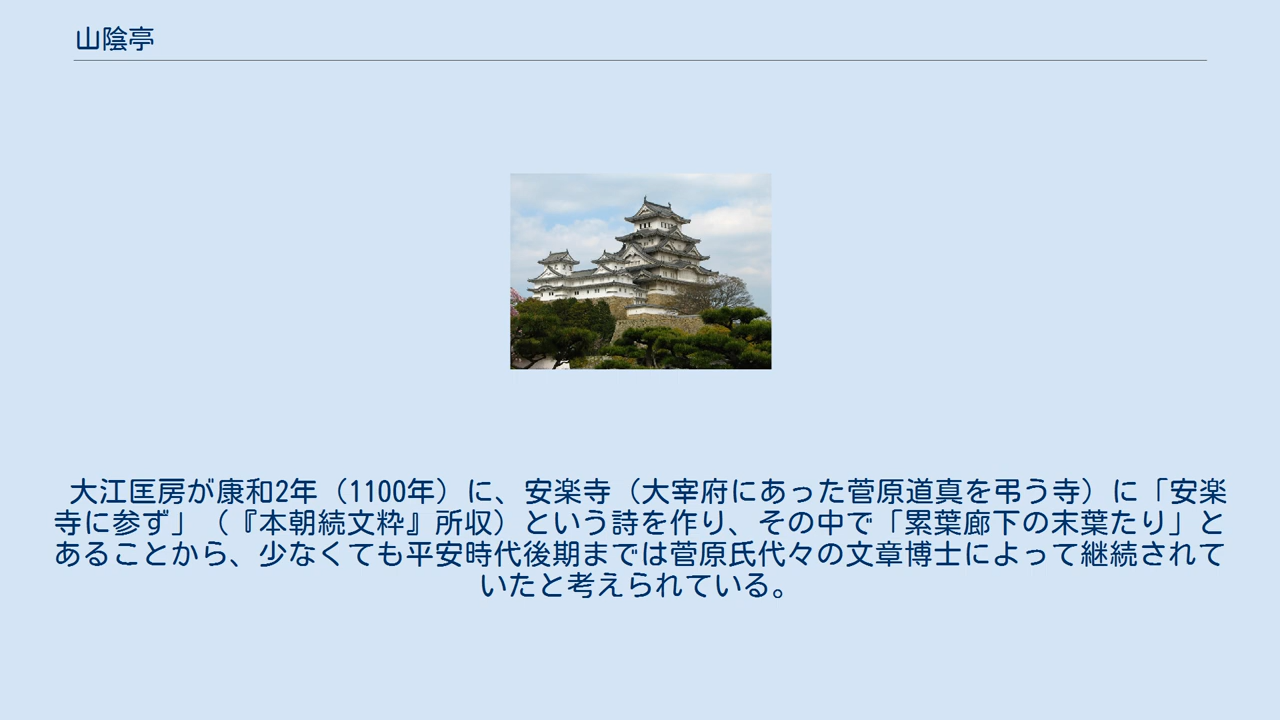 山陰亭
大江匡房が康和2年（1100年）に、安楽寺（大宰府にあった菅原道真を弔う寺）に「安楽
寺に参ず」（『本朝続文粋』所収）という詩を作り、その中で「累葉廊下の末葉たり」と
あることから、少なくても平安時代後期までは菅原氏代々の文章博士によって継続されて
いたと考えられている。